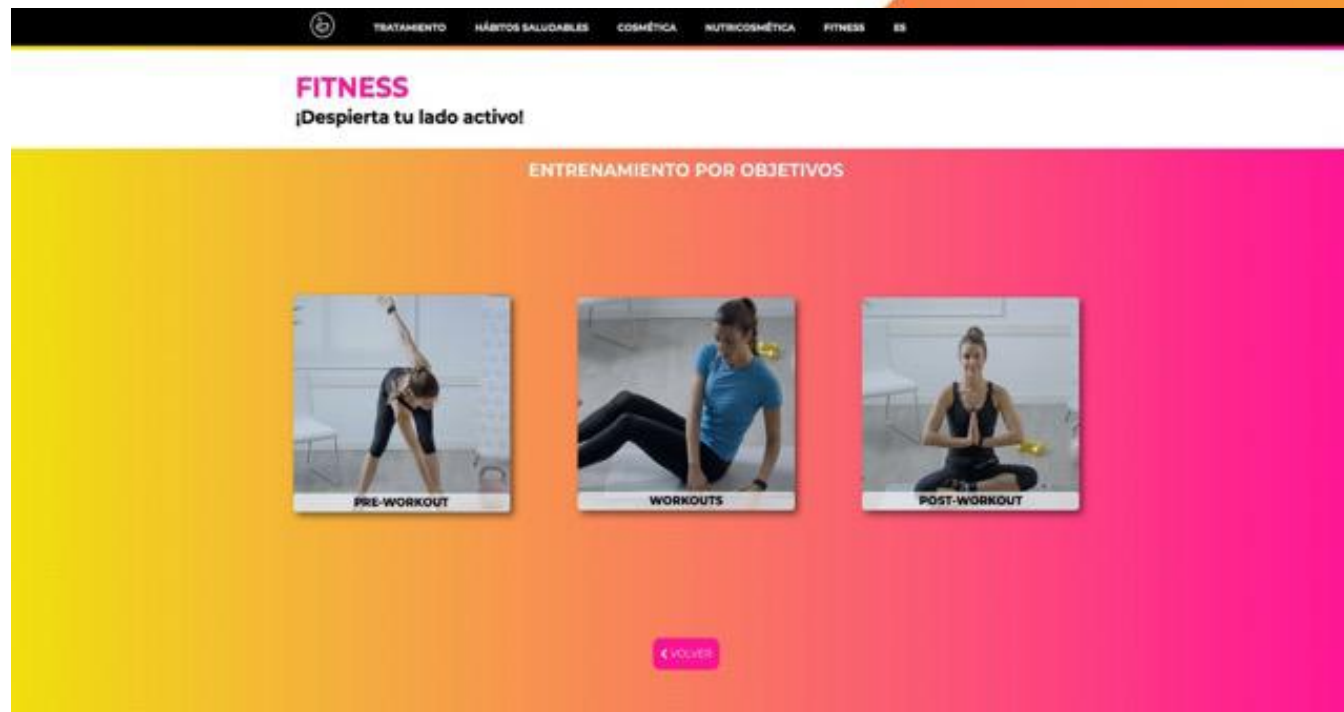 TRATAMIENTO HÁBITOS SALUDABLES COSMÉTICA NUTRICOSMÉTICA FITNESS ES
FITNESS
¡Despierta tu lado activo!
ENTRENAMIENTO POR OBJETIVOS
PRE-WORKOUT WORKOUTS POST-WORKOUT
VOLVER